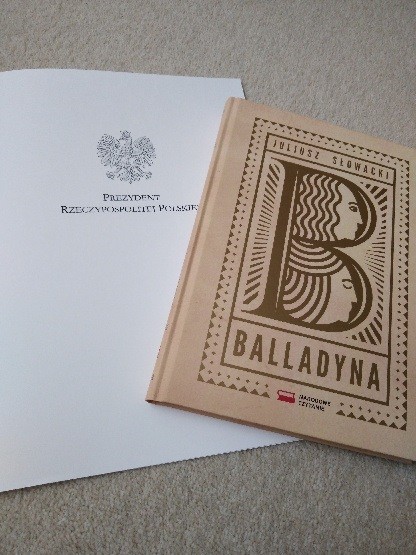 PREZYDENT
RZECZYPOSPOLITEJ POLSKIEJ
JULIUSZ SŁOWACKI
B
BALLADYNA
NARODOWE
CZYTANIE